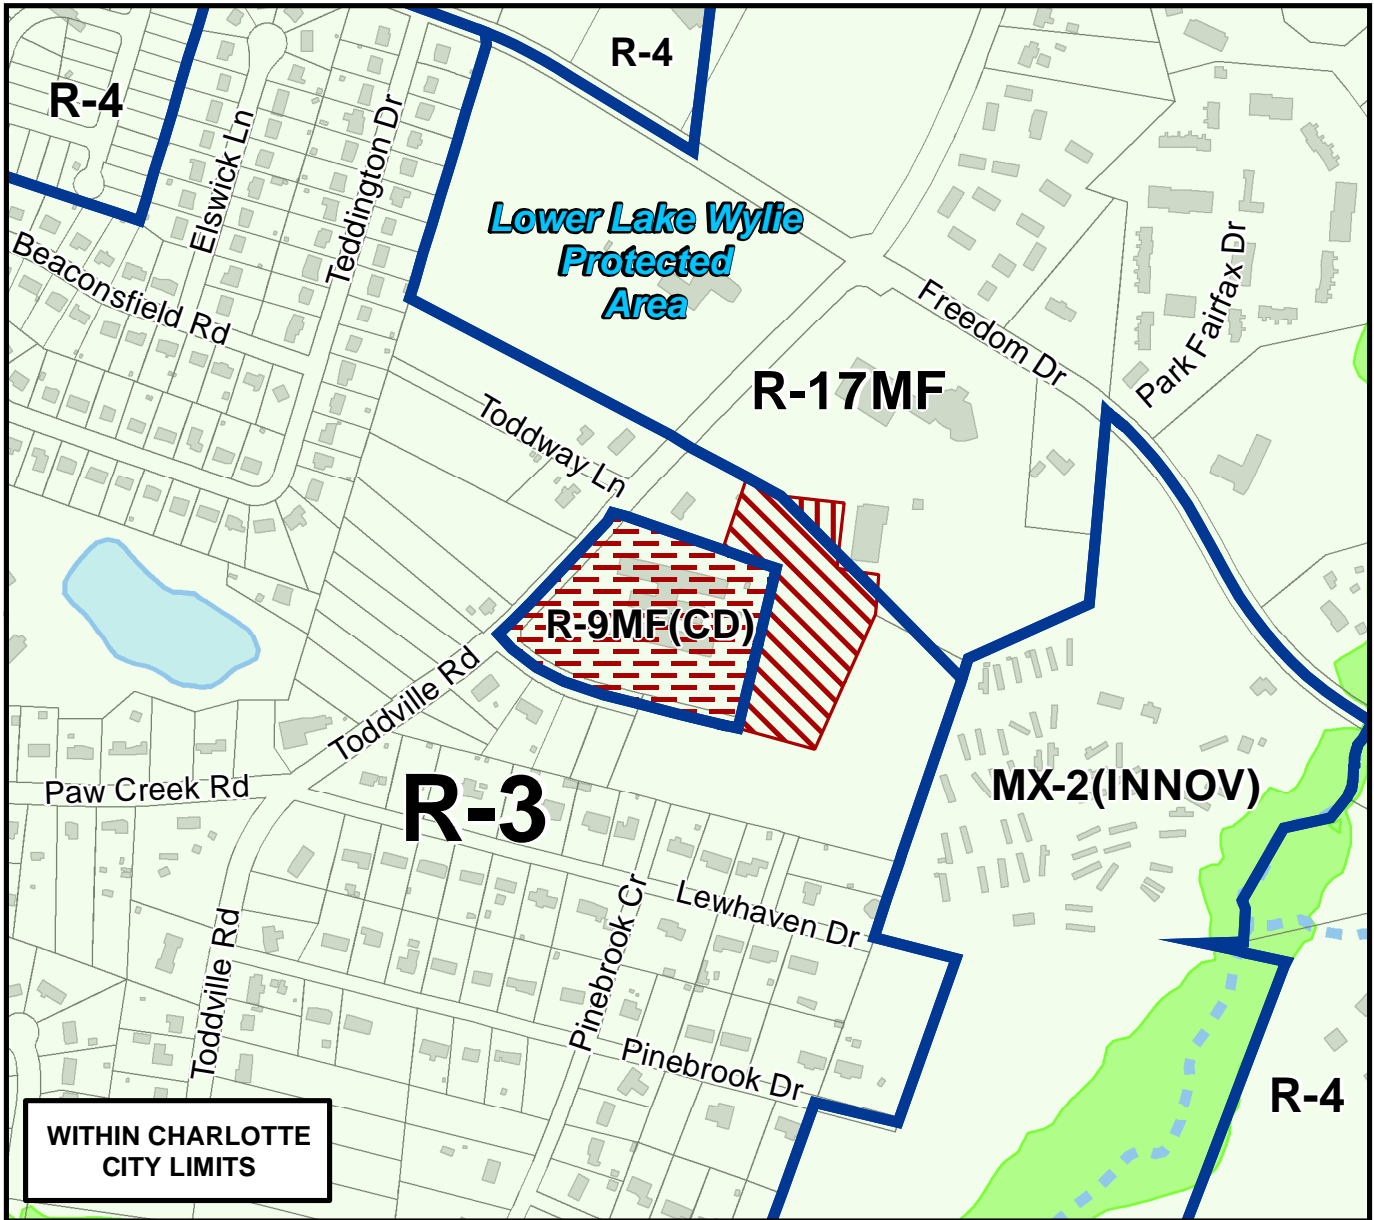 R-4
R-4
Elswick Ln
Teddington Dr
Beaconsfield Rd
Lower Lake Wylie
Protected
Area
Freedom Dr
Park Fairfax Dr
R-17MF
Toddway Ln
R-9MF(CD)
Toddville Rd
Paw Creek Rd
R-3
MX-2(INNOV)
Lewhaven Dr
Pinebrook Cr
Toddville Rd
Pinebrook Dr
R-4
WITHIN CHARLOTTE
CITY LIMITS